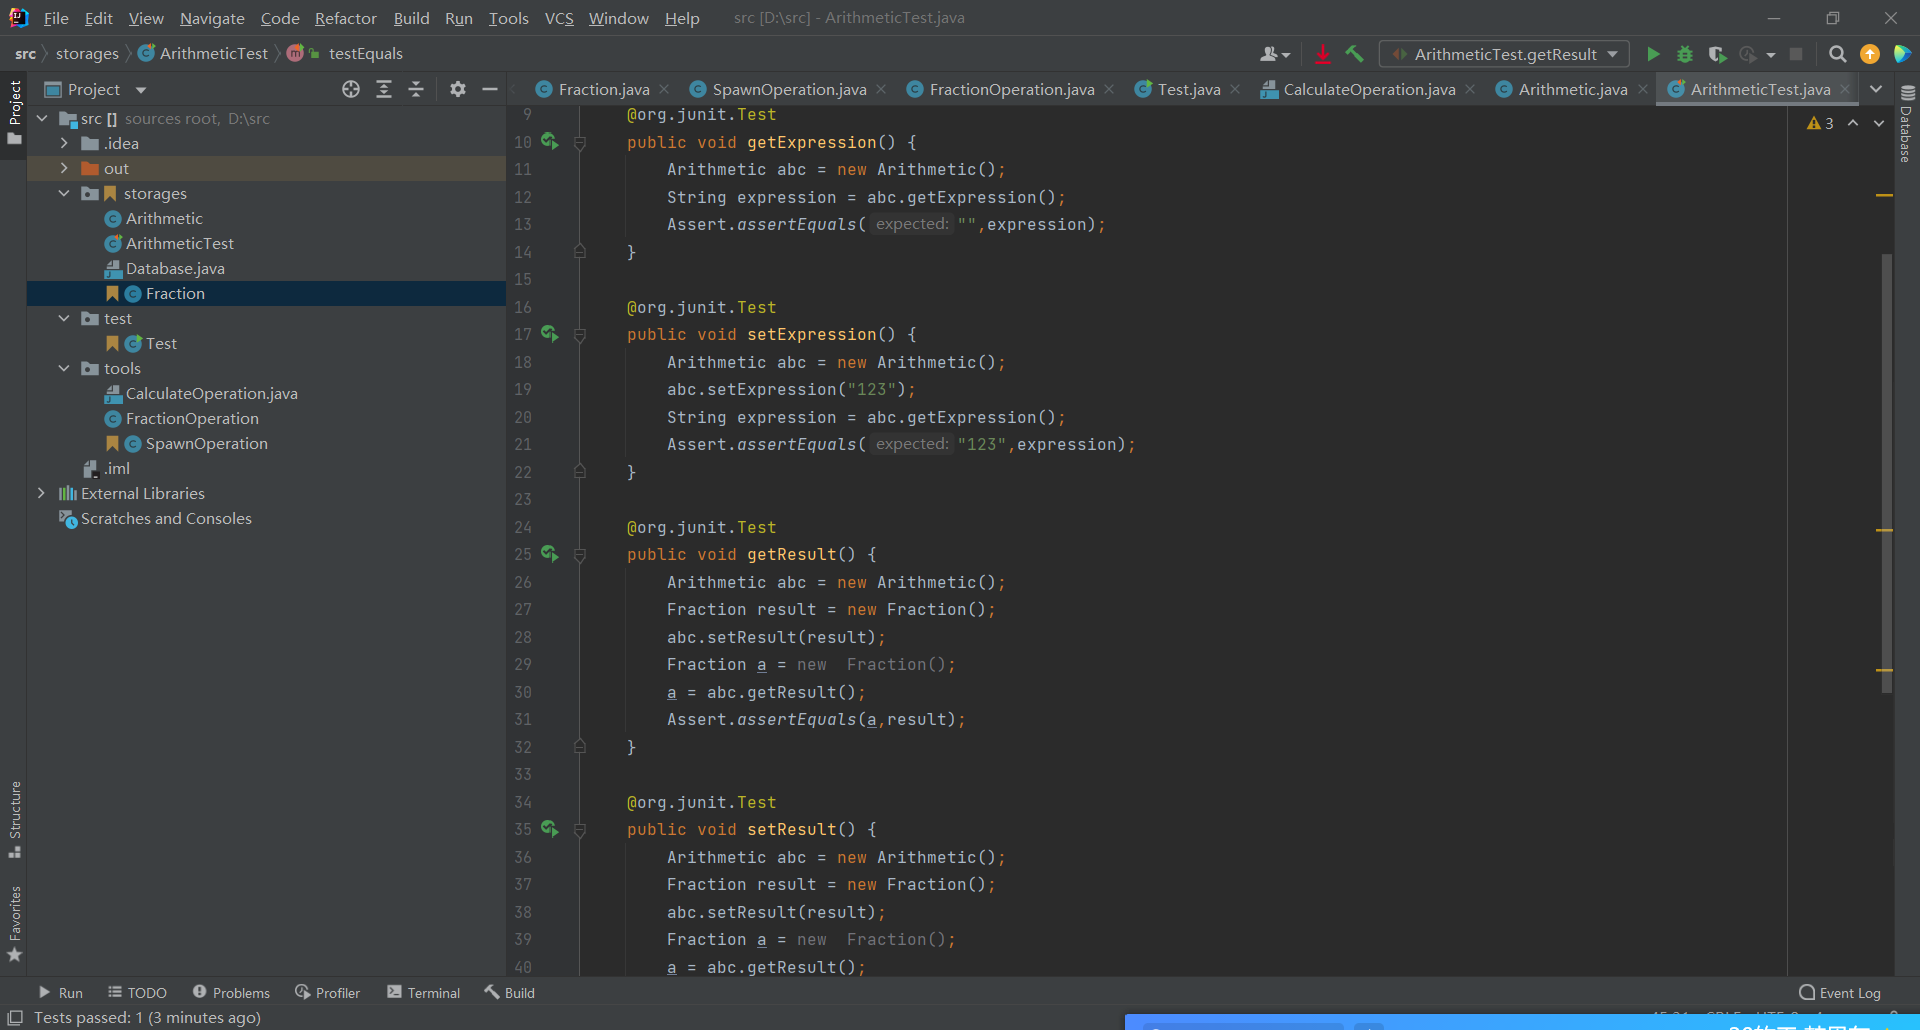 File Edit View Navigate Code Refactor Build Run Tools VCS Window Help src [D:\src] - ArithmeticTest.java
src storages ArithmeticTest testEquals ArithmeticTest.getResult
Project
Fraction.java SpawnOperation.java FractionOperation.java Test.java CalculateOperation.java Arithmetic.java ArithmeticTest.java
Project
src [] sources root, D:\src
.idea
out
storages
Arithmetic
ArithmeticTest
Database.java
Fraction
test
Test
tools
CalculateOperation.java
FractionOperation
SpawnOperation
.iml
External Libraries
Scratches and Consoles
Structure
Favorites
9 @org.junit.Test
10 public void getExpression() {
11 Arithmetic abc = new Arithmetic();
12 String expression = abc.getExpression();
13 Assert.assertEquals( expected: "",expression);
14 }
15
16 @org.junit.Test
17 public void setExpression() {
18 Arithmetic abc = new Arithmetic();
19 abc.setExpression("123");
20 String expression = abc.getExpression();
21 Assert.assertEquals( expected: "123",expression);
22 }
23
24 @org.junit.Test
25 public void getResult() {
26 Arithmetic abc = new Arithmetic();
27 Fraction result = new Fraction();
28 abc.setResult(result);
29 Fraction a = new  Fraction();
30 a = abc.getResult();
31 Assert.assertEquals(a,result);
32 }
33
34 @org.junit.Test
35 public void setResult() {
36 Arithmetic abc = new Arithmetic();
37 Fraction result = new Fraction();
38 abc.setResult(result);
39 Fraction a = new  Fraction();
40 a = abc.getResult();
3
Database
Run TODO Problems Profiler Terminal Build Event Log
Tests passed: 1 (3 minutes ago)